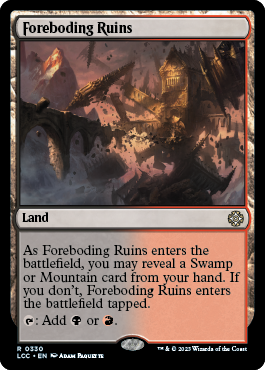 Foreboding Ruins
Land
As Foreboding Ruins enters the
battlefield, you may reveal a Swamp
or Mountain card from your hand. If
you don't, Foreboding Ruins enters
the battlefield tapped.
: Add or .
R 0330
LCC • EN Adam Paquette
™ & © 2023 Wizards of the Coast